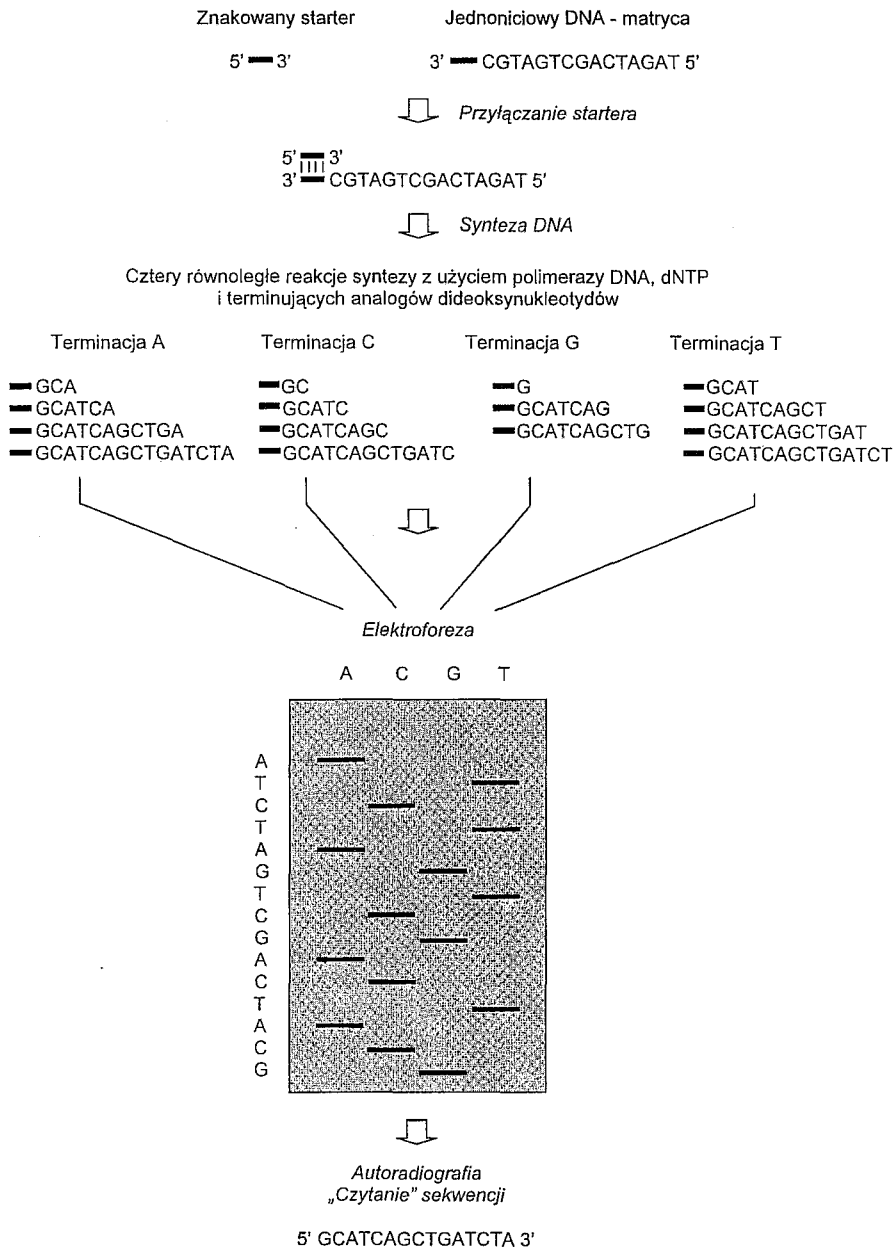 Znakowany starter
Jednoniciowy DNA - matryca
5' 3'
3' CGTAGTCGACTAGAT 5'
Przyłączanie startera
5' 3'
3' CGTAGTCGACTAGAT 5'
Synteza DNA
Cztery równoległe reakcje syntezy z użyciem polimerazy DNA, dNTP
i terminujących analogów dideoksynukleotydów
Terminacja A
Terminacja C
Terminacja G
Terminacja T
GCA
GCATCA
GCATCAGCTGA
GCATCAGCTGATCTA
GC
GCATC
GCATCAGC
GCATCAGCTGATC
G
GCATCAG
GCATCAGCTG
GCAT
GCATCAGCT
GCATCAGCTGAT
GCATCAGCTGATCT
Elektroforeza
A C G T
A
T
C
T
A
G
T
C
G
A
C
T
A
C
G
Autoradiografia
„Czytanie” sekwencji
5' GCATCAGCTGATCTA 3'